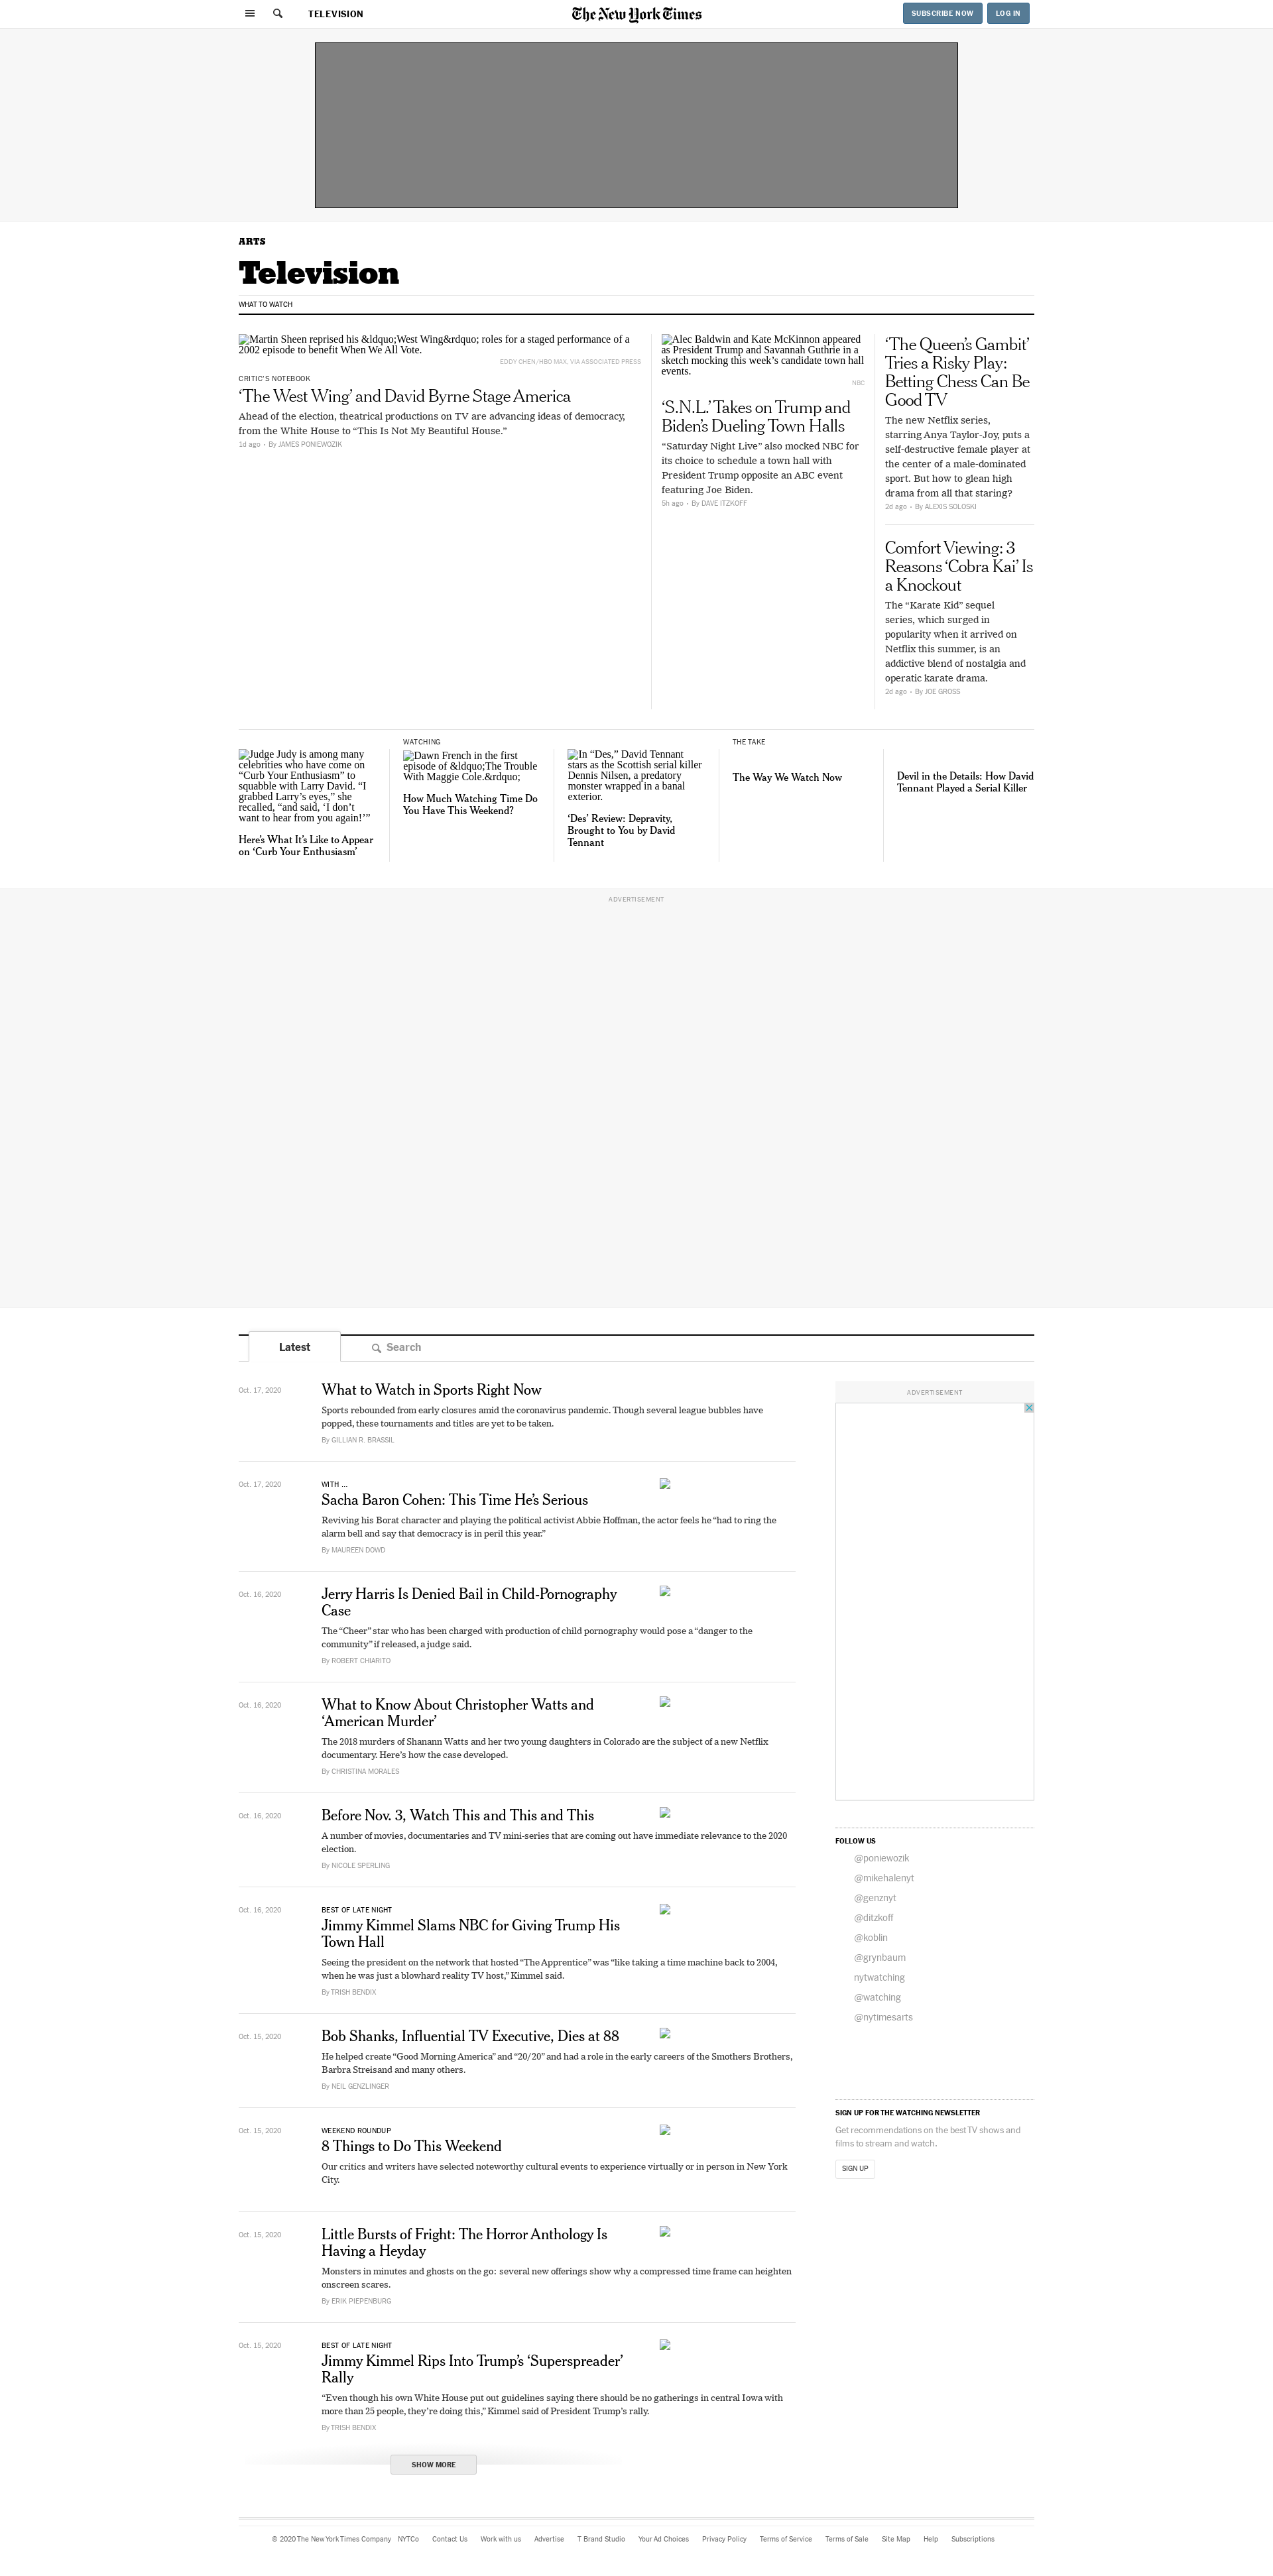 TELEVISION
The New York Times
SUBSCRIBE NOW
LOG IN
ARTS
Television
WHAT TO WATCH
Martin Sheen reprised his &ldquo;West Wing&rdquo; roles for a staged performance of a
2002 episode to benefit When We All Vote.
EDDY CHEN/HBO MAX, VIA ASSOCIATED PRESS
CRITIC'S NOTEBOOK
‘The West Wing’ and David Byrne Stage America
Ahead of the election, theatrical productions on TV are advancing ideas of democracy,
from the White House to “This Is Not My Beautiful House.”
1d ago · By JAMES PONIEWOZIK
Alec Baldwin and Kate McKinnon appeared
as President Trump and Savannah Guthrie in a
sketch mocking this week’s candidate town hall
events.
NBC
‘S.N.L.’ Takes on Trump and
Biden’s Dueling Town Halls
“Saturday Night Live” also mocked NBC for
its choice to schedule a town hall with
President Trump opposite an ABC event
featuring Joe Biden.
5h ago · By DAVE ITZKOFF
‘The Queen’s Gambit’
Tries a Risky Play:
Betting Chess Can Be
Good TV
The new Netflix series,
starring Anya Taylor-Joy, puts a
self-destructive female player at
the center of a male-dominated
sport. But how to glean high
drama from all that staring?
2d ago · By ALEXIS SOLOSKI
Comfort Viewing: 3
Reasons ‘Cobra Kai’ Is
a Knockout
The “Karate Kid” sequel
series, which surged in
popularity when it arrived on
Netflix this summer, is an
addictive blend of nostalgia and
operatic karate drama.
2d ago · By JOE GROSS
Judge Judy is among many
celebrities who have come on
“Curb Your Enthusiasm” to
squabble with Larry David. “I
grabbed Larry’s eyes,” she
recalled, “and said, ‘I don’t
want to hear from you again!’”
Here’s What It’s Like to Appear
on ‘Curb Your Enthusiasm’
WATCHING
Dawn French in the first
episode of &ldquo;The Trouble
With Maggie Cole.&rdquo;
How Much Watching Time Do
You Have This Weekend?
In “Des,” David Tennant
stars as the Scottish serial killer
Dennis Nilsen, a predatory
monster wrapped in a banal
exterior.
‘Des’ Review: Depravity,
Brought to You by David
Tennant
THE TAKE
The Way We Watch Now
Devil in the Details: How David
Tennant Played a Serial Killer
ADVERTISEMENT
Latest
Search
Oct. 17, 2020
What to Watch in Sports Right Now
Sports rebounded from early closures amid the coronavirus pandemic. Though several league bubbles have
popped, these tournaments and titles are yet to be taken.
By GILLIAN R. BRASSIL
Oct. 17, 2020
WITH ...
Sacha Baron Cohen: This Time He’s Serious
Reviving his Borat character and playing the political activist Abbie Hoffman, the actor feels he “had to ring the
alarm bell and say that democracy is in peril this year.”
By MAUREEN DOWD
Oct. 16, 2020
Jerry Harris Is Denied Bail in Child-Pornography
Case
The “Cheer” star who has been charged with production of child pornography would pose a “danger to the
community” if released, a judge said.
By ROBERT CHIARITO
Oct. 16, 2020
What to Know About Christopher Watts and
‘American Murder’
The 2018 murders of Shanann Watts and her two young daughters in Colorado are the subject of a new Netflix
documentary. Here’s how the case developed.
By CHRISTINA MORALES
Oct. 16, 2020
Before Nov. 3, Watch This and This and This
A number of movies, documentaries and TV mini-series that are coming out have immediate relevance to the 2020
election.
By NICOLE SPERLING
Oct. 16, 2020
BEST OF LATE NIGHT
Jimmy Kimmel Slams NBC for Giving Trump His
Town Hall
Seeing the president on the network that hosted “The Apprentice” was “like taking a time machine back to 2004,
when he was just a blowhard reality TV host,” Kimmel said.
By TRISH BENDIX
Oct. 15, 2020
Bob Shanks, Influential TV Executive, Dies at 88
He helped create “Good Morning America” and “20/20” and had a role in the early careers of the Smothers Brothers,
Barbra Streisand and many others.
By NEIL GENZLINGER
Oct. 15, 2020
WEEKEND ROUNDUP
8 Things to Do This Weekend
Our critics and writers have selected noteworthy cultural events to experience virtually or in person in New York
City.
Oct. 15, 2020
Little Bursts of Fright: The Horror Anthology Is
Having a Heyday
Monsters in minutes and ghosts on the go: several new offerings show why a compressed time frame can heighten
onscreen scares.
By ERIK PIEPENBURG
Oct. 15, 2020
BEST OF LATE NIGHT
Jimmy Kimmel Rips Into Trump’s ‘Superspreader’
Rally
“Even though his own White House put out guidelines saying there should be no gatherings in central Iowa with
more than 25 people, they’re doing this,” Kimmel said of President Trump’s rally.
By TRISH BENDIX
SHOW MORE
ADVERTISEMENT
FOLLOW US
@poniewozik
@mikehalenyt
@genznyt
@ditzkoff
@koblin
@grynbaum
nytwatching
@watching
@nytimesarts
SIGN UP FOR THE WATCHING NEWSLETTER
Get recommendations on the best TV shows and
films to stream and watch.
SIGN UP
© 2020 The New York Times Company NYTCo Contact Us Work with us Advertise T Brand Studio Your Ad Choices Privacy Policy Terms of Service Terms of Sale Site Map Help Subscriptions